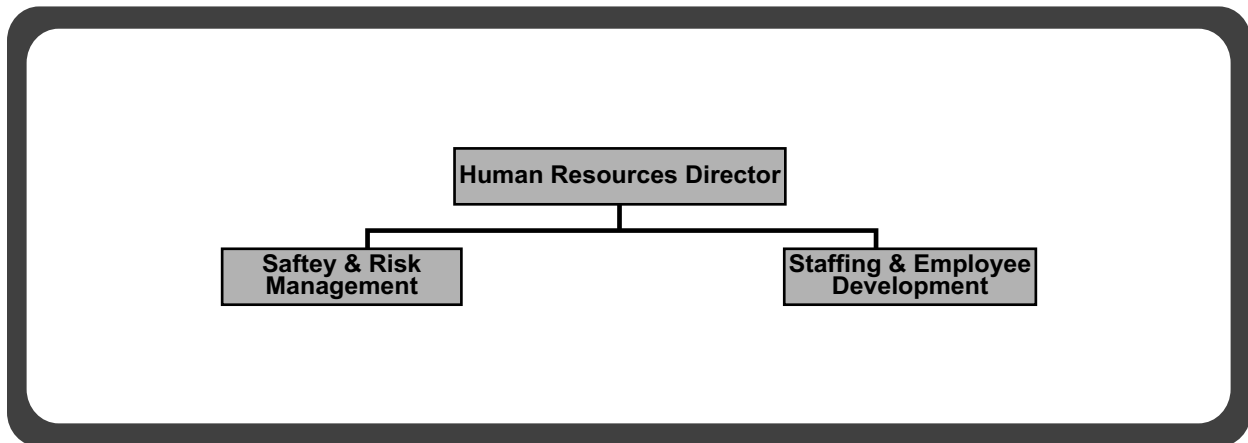 Human Resources Director
Saftey & Risk
Management
Staffing & Employee
Development